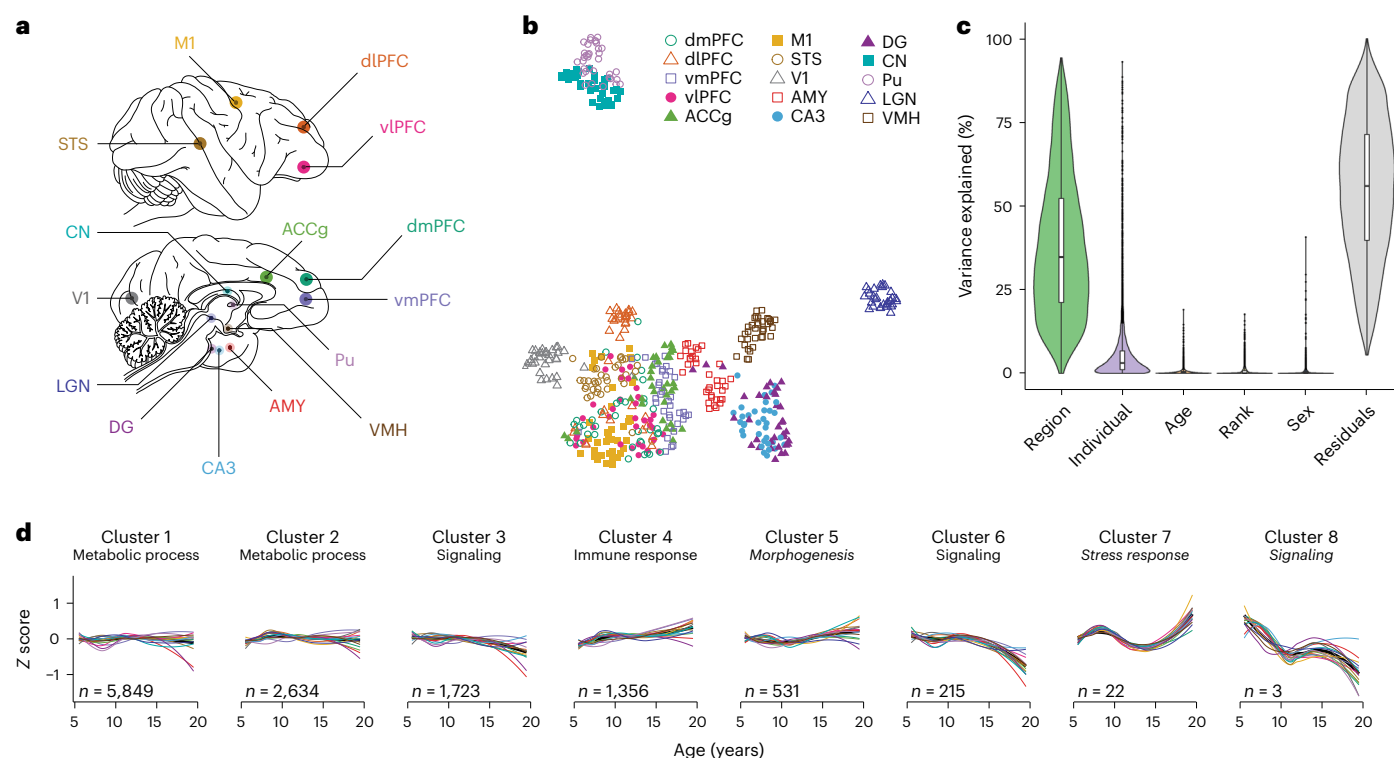 a
M1
dlPFC
vlPFC
STS
CN
ACCg
dmPFC
V1
vmPFC
Pu
LGN
AMY
DG
VMH
CA3
b
dmPFC M1 DG
dlPFC STS CN
vmPFC V1 Pu
vlPFC AMY LGN
ACCg CA3 VMH
c
Variance explained (%)
100
75
50
25
0
Region Individual Age Rank Sex Residuals
d
Cluster 1 Cluster 2 Cluster 3 Cluster 4 Cluster 5 Cluster 6 Cluster 7 Cluster 8
Metabolic process Metabolic process Signaling Immune response Morphogenesis Signaling Stress response Signaling
Z score
1
0
−1
n = 5,849 n = 2,634 n = 1,723 n = 1,356 n = 531 n = 215 n = 22 n = 3
5 10 15 20 5 10 15 20 5 10 15 20 5 10 15 20 5 10 15 20 5 10 15 20 5 10 15 20 5 10 15 20
Age (years)